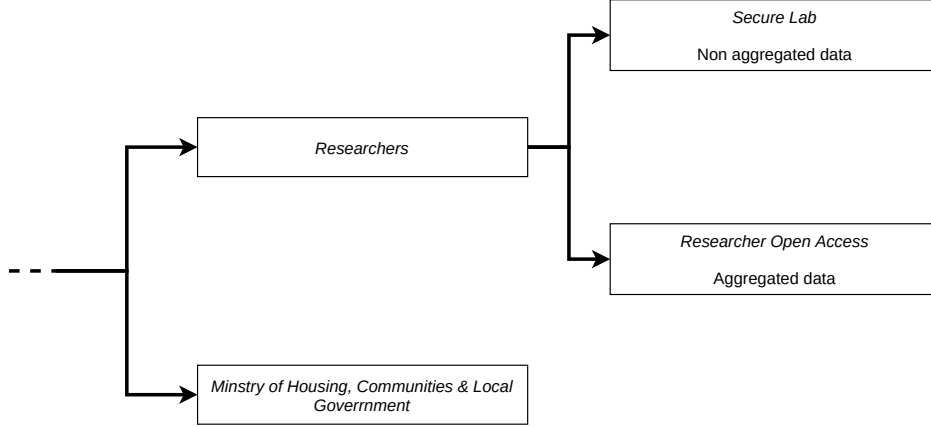 Secure Lab
Non aggregated data
Researchers
Researcher Open Access
Aggregated data
Minstry of Housing, Communities & Local
Goverrnment